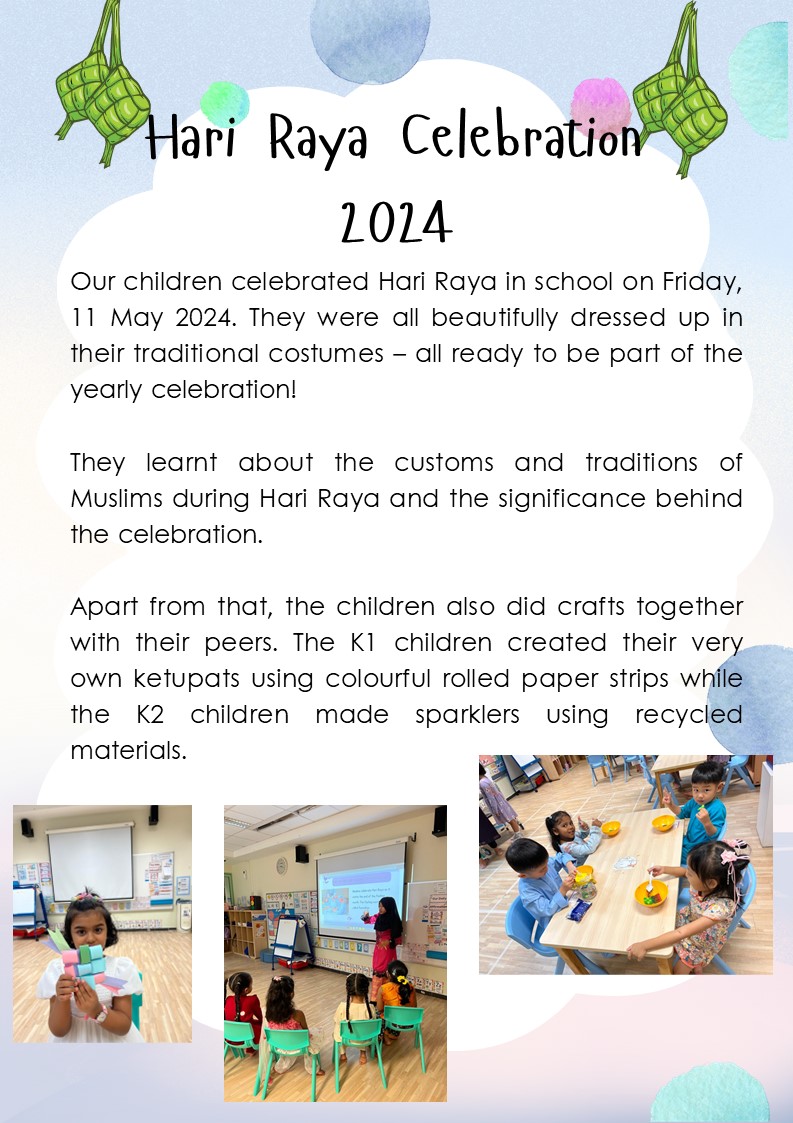 Hari Raya Celebration
2024
Our children celebrated Hari Raya in school on Friday,
11 May 2024. They were all beautifully dressed up in
their traditional costumes – all ready to be part of the
yearly celebration!
They learnt about the customs and traditions of
Muslims during Hari Raya and the significance behind
the celebration.
Apart from that, the children also did crafts together
with their peers. The K1 children created their very
own ketupats using colourful rolled paper strips while
the K2 children made sparklers using recycled
materials.